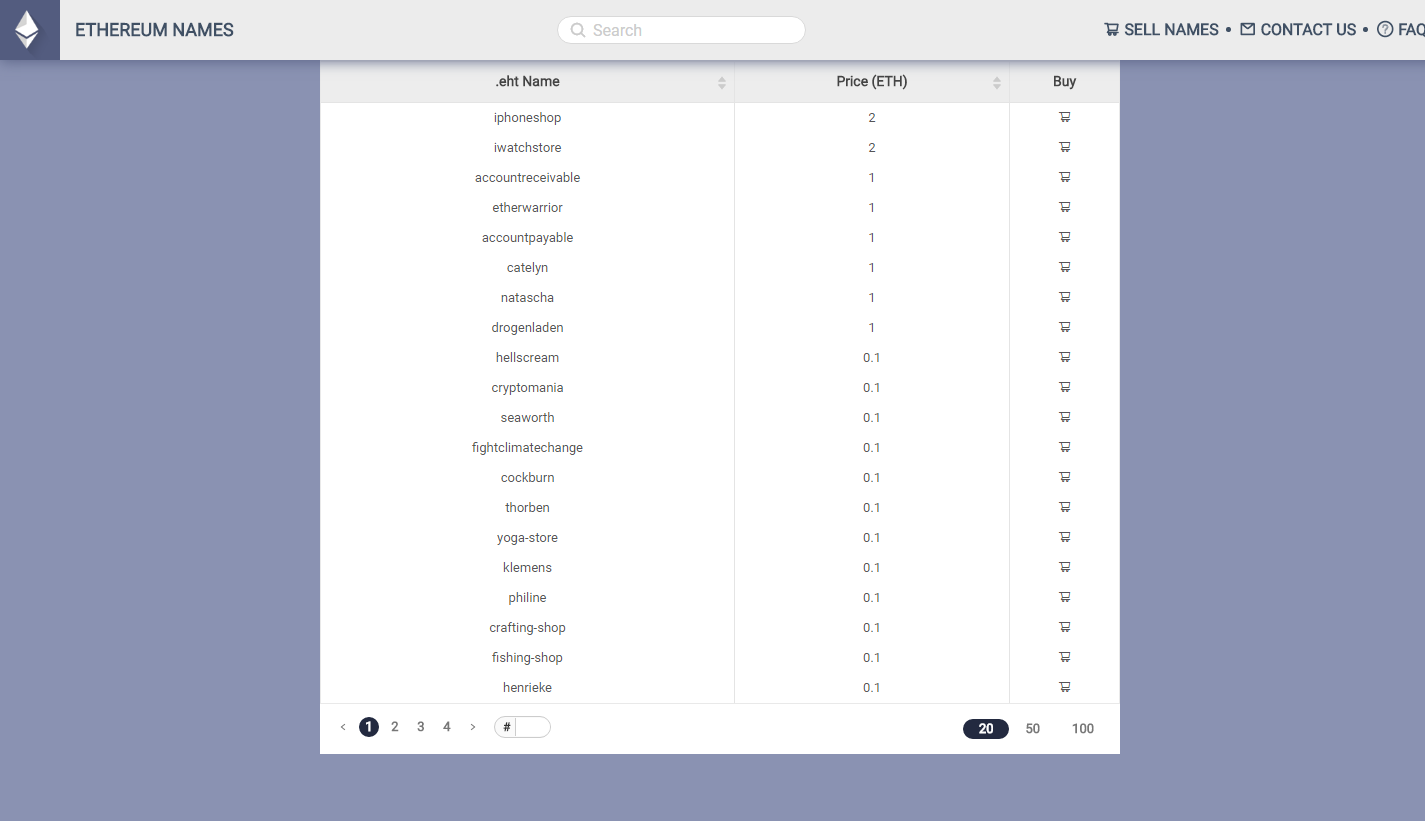 ETHEREUM NAMES
Search
SELL NAMES • CONTACT US • FAQ
.eht Name Price (ETH) Buy
iphoneshop 2
iwatchstore 2
accountreceivable 1
etherwarrior 1
accountpayable 1
catelyn 1
natascha 1
drogenladen 1
hellscream 0.1
cryptomania 0.1
seaworth 0.1
fightclimatechange 0.1
cockburn 0.1
thorben 0.1
yoga-store 0.1
klemens 0.1
philine 0.1
crafting-shop 0.1
fishing-shop 0.1
henrieke 0.1
< 1 2 3 4 > # 20 50 100